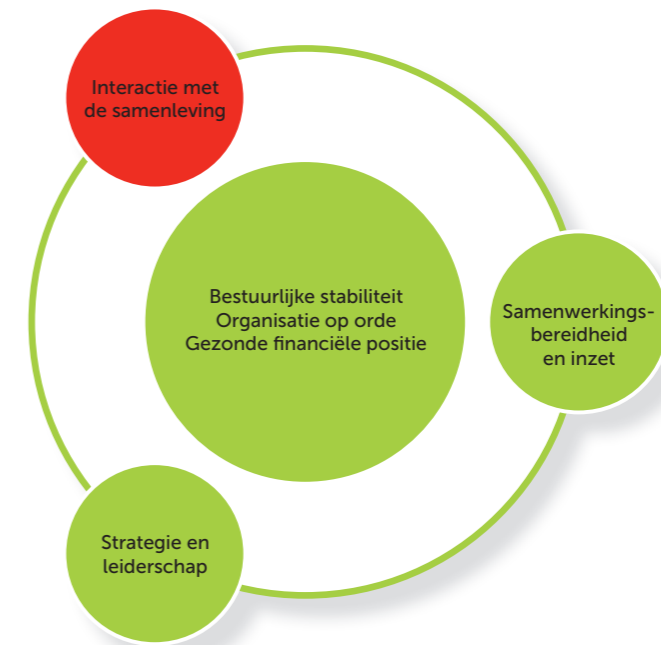 Interactie met
de samenleving
Bestuurlijke stabiliteit
Organisatie op orde
Gezonde financiële positie
Samenwerkings-
bereidheid
en inzet
Strategie en
leiderschap